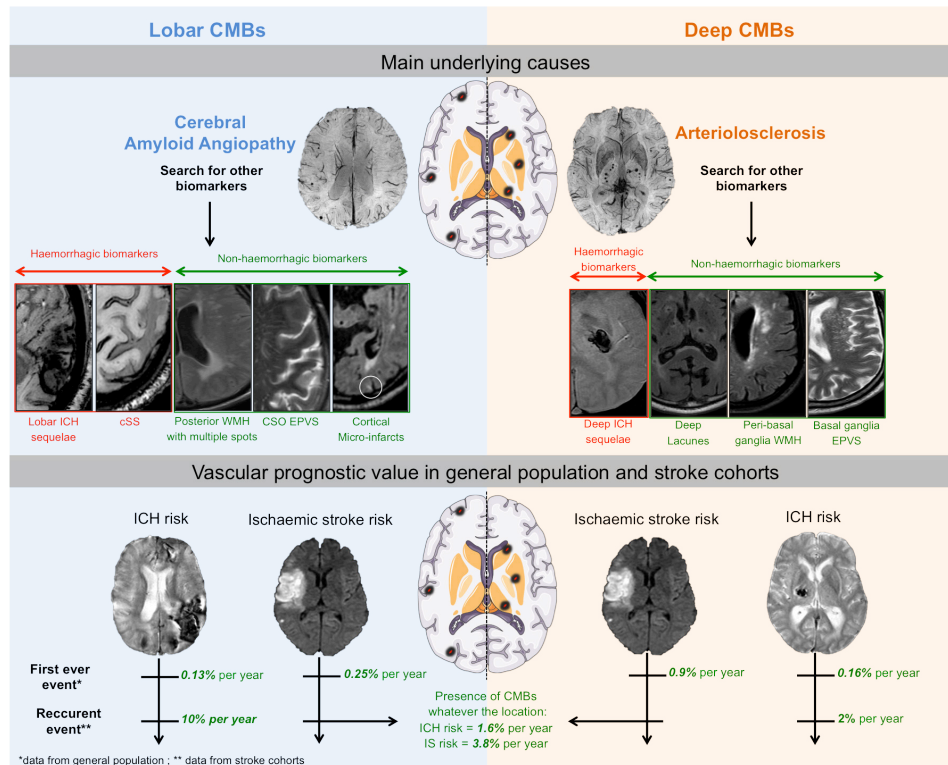 Lobar CMBs
Deep CMBs
Main underlying causes
Cerebral
Amyloid Angiopathy
Search for other
biomarkers
Arteriolosclerosis
Search for other
biomarkers
Haemorrhagic biomarkers
Non-haemorrhagic biomarkers
Haemorrhagic
biomarkers
Non-haemorrhagic biomarkers
Lobar ICH
sequelae
cSS
Posterior WMH
with multiple spots
CSO EPVS
Cortical
Micro-infarcts
Deep ICH
sequelae
Deep
Lacunes
Peri-basal
ganglia WMH
Basal ganglia
EPVS
Vascular prognostic value in general population and stroke cohorts
ICH risk
Ischaemic stroke risk
Ischaemic stroke risk
ICH risk
First ever
event*
0.13% per year
0.25% per year
0.9% per year
0.16% per year
Reccurent
event**
10% per year
Presence of CMBs
whatever the location:
ICH risk = 1.6% per year
IS risk = 3.8% per year
2% per year
*data from general population ; ** data from stroke cohorts